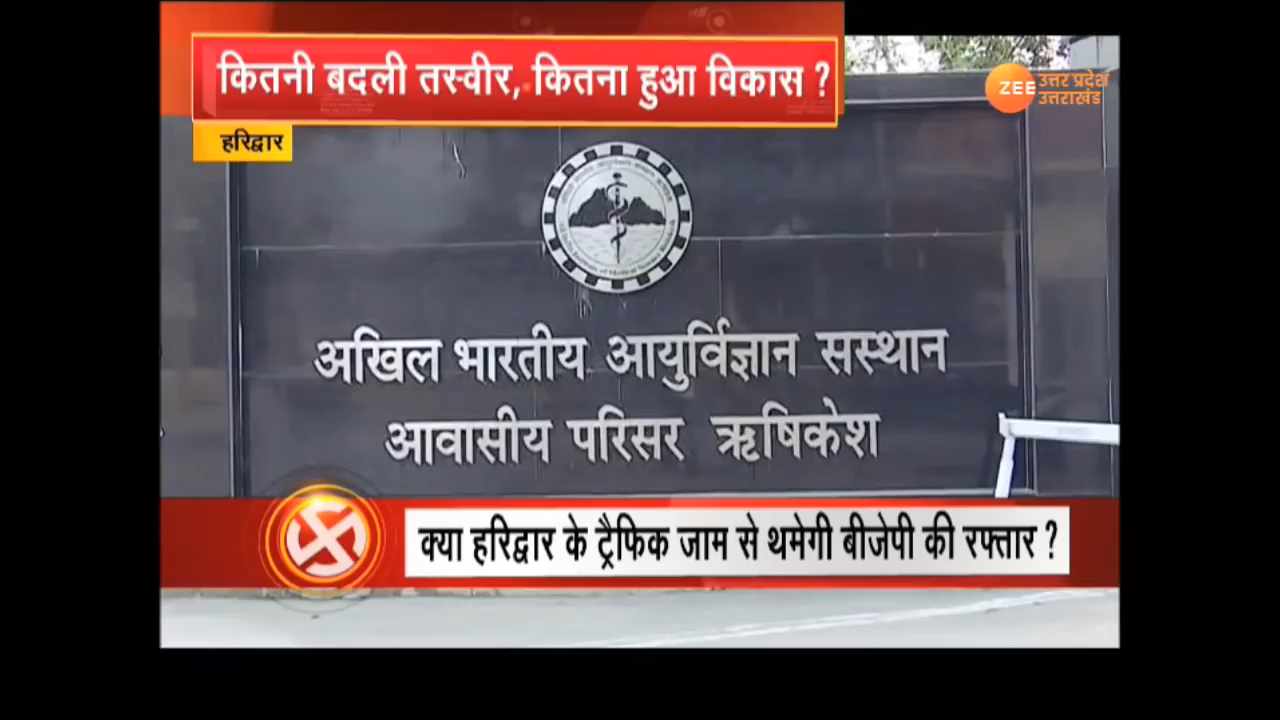 कितनी बदली तस्वीर, कितना हुआ विकास ?
ZEE उत्तर प्रदेश
उत्तराखंड
हरिद्वार
अखिल भारतीय आयुर्विज्ञान सस्थान
आवासीय परिसर ऋषिकेश
क्या हरिद्वार के ट्रैफिक जाम से थमेगी बीजेपी की रफ्तार ?